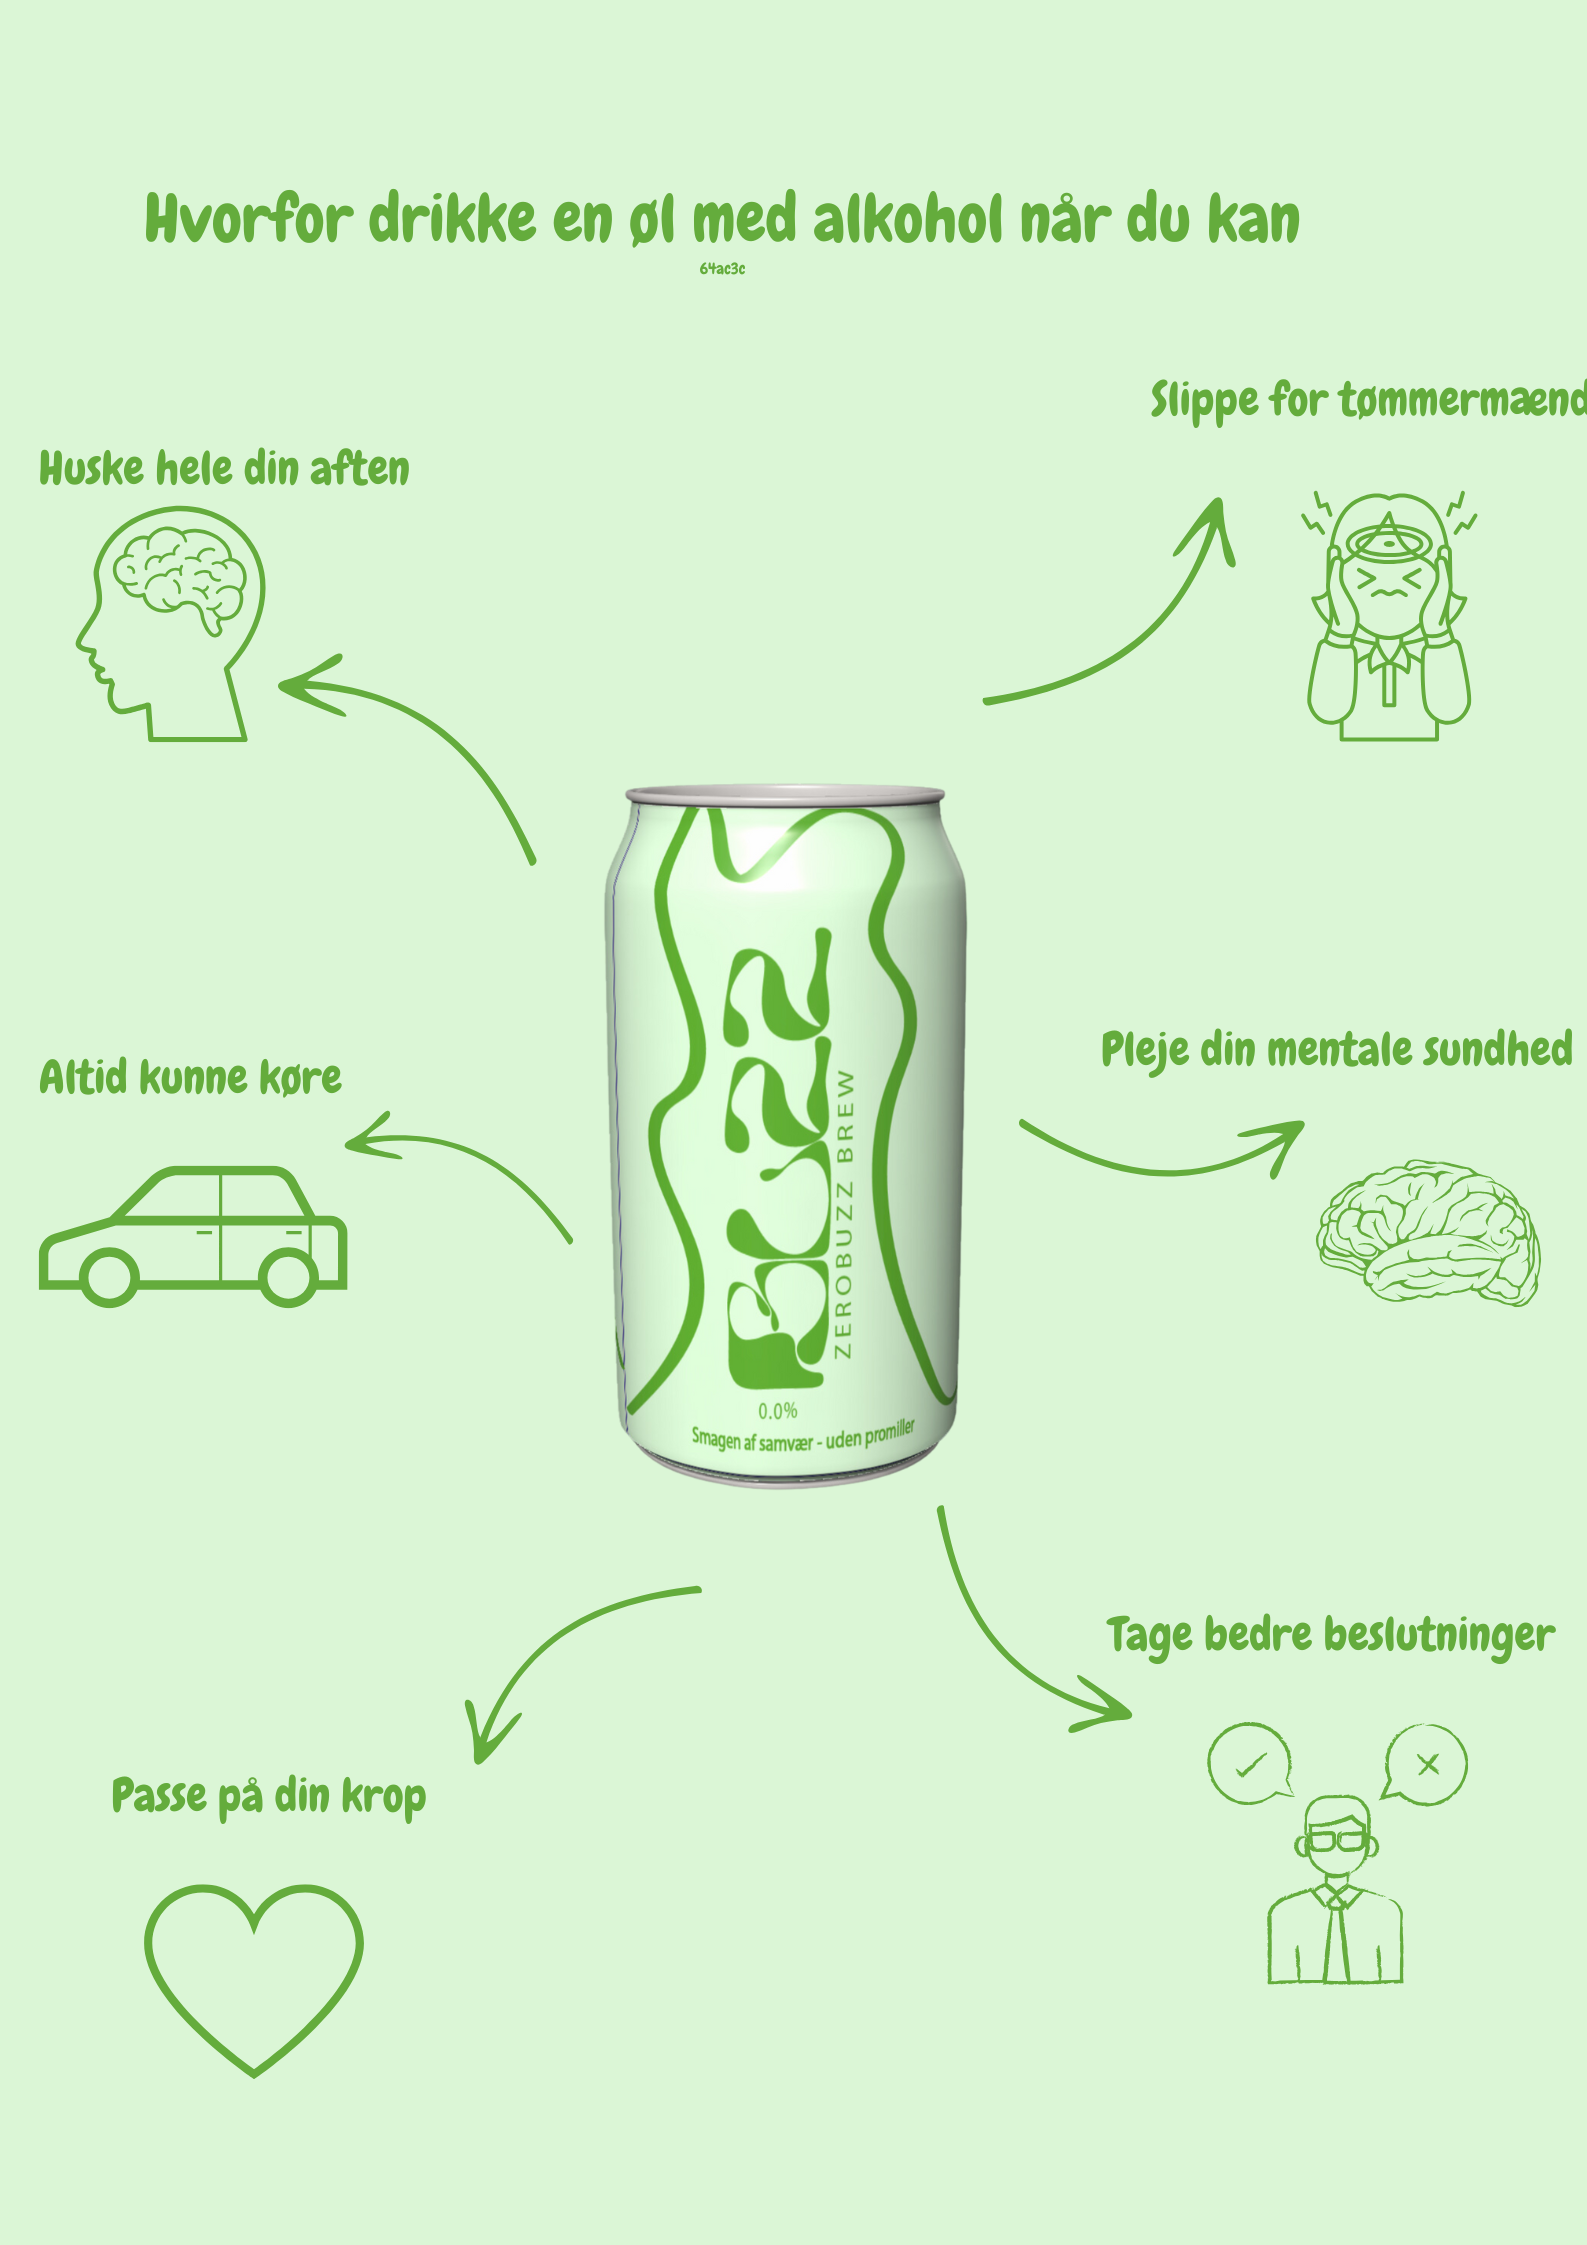 Hvorfor drikke en øl med alkohol når du kan
64ac3c
Slippe for tømmermænd
Huske hele din aften
Altid kunne køre
Pleje din mentale sundhed
BUZZ
ZEROBUZZ BREW
0.0%
Smagen af samvær - uden promiller
Tage bedre beslutninger
Passe på din krop